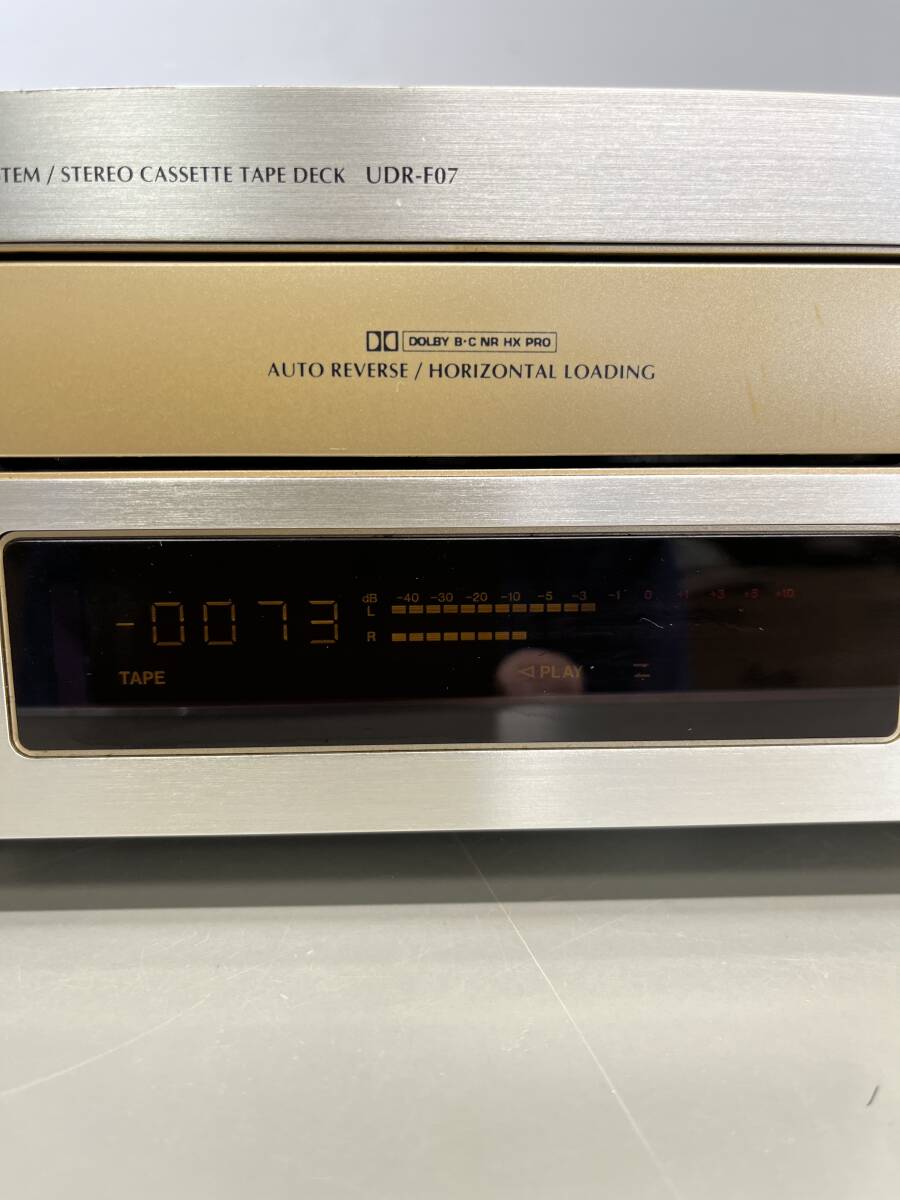 TEM / STEREO CASSETTE TAPE DECK UDR-F07
DOLBY B·C NR HX PRO
AUTO REVERSE / HORIZONTAL LOADING
dB -40 -30 -20 -10 -5 -3 -1 0 +1 +3 +6 +10
L
-0073
R
TAPE
◁ PLAY